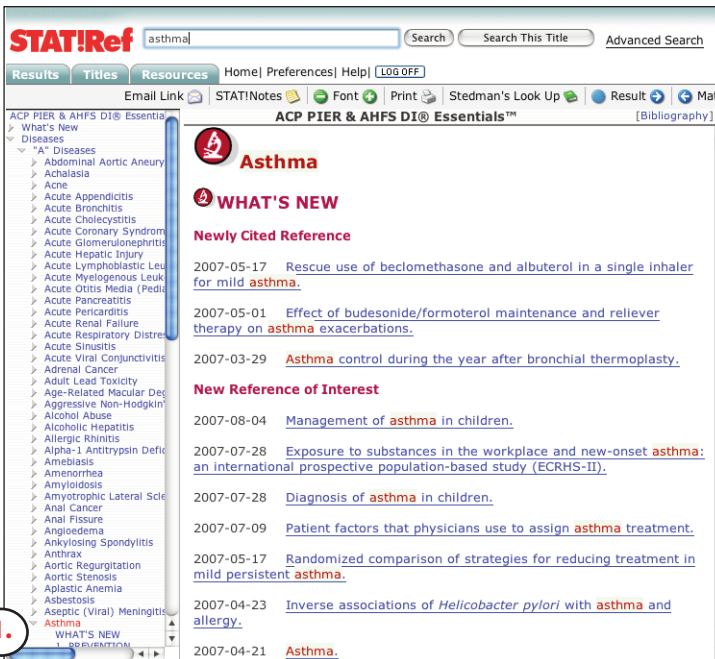 STAT!Ref asthma Search Search This Title Advanced Search
Results Titles Resources Home| Preferences| Help| LOG OFF
Email Link STAT!Notes Font Print Stedman's Look Up Result
ACP PIER & AHFS DI® Essentials™ [Bibliography]
ACP PIER & AHFS DI®
What's New
Diseases
"A" Diseases
Abdominal Aortic
Achalasia
Acne
Acute Appendicitis
Acute Bronchitis
Acute Cholecystitis
Acute Coronary
Acute Glomerulonephritis
Acute Hepatic Injury
Acute Lymphoblastic
Acute Myelogenous
Acute Otitis Media
Acute Pancreatitis
Acute Pericarditis
Acute Renal Failure
Acute Respiratory
Acute Sinusitis
Acute Viral Conjunctivitis
Adrenal Cancer
Adult Lead Toxicity
Age-Related Macular
Aggressive Non-Hodgkin'
Alcohol Abuse
Alcoholic Hepatitis
Allergic Rhinitis
Alpha-1 Antitrypsin
Amebiasis
Amenorrhea
Amyloidosis
Amyotrophic Lateral
Anal Cancer
Anal Fissure
Angioedema
Ankylosing Spondylitis
Anthrax
Aortic Regurgitation
Aortic Stenosis
Aplastic Anemia
Asbestosis
Aseptic (Viral) Meningitis
Asthma
WHAT'S NEW
1. PREVENTION
Asthma
WHAT'S NEW
Newly Cited Reference
2007-05-17 Rescue use of beclomethasone and albuterol in a single inhaler
for mild asthma.
2007-05-01 Effect of budesonide/formoterol maintenance and reliever
therapy on asthma exacerbations.
2007-03-29 Asthma control during the year after bronchial thermoplasty.
New Reference of Interest
2007-08-04 Management of asthma in children.
2007-07-28 Exposure to substances in the workplace and new-onset asthma:
an international prospective population-based study (ECRHS-II).
2007-07-28 Diagnosis of asthma in children.
2007-07-09 Patient factors that physicians use to assign asthma treatment.
2007-05-17 Randomized comparison of strategies for reducing treatment in
mild persistent asthma.
2007-04-23 Inverse associations of Helicobacter pylori with asthma and
allergy.
2007-04-21 Asthma.